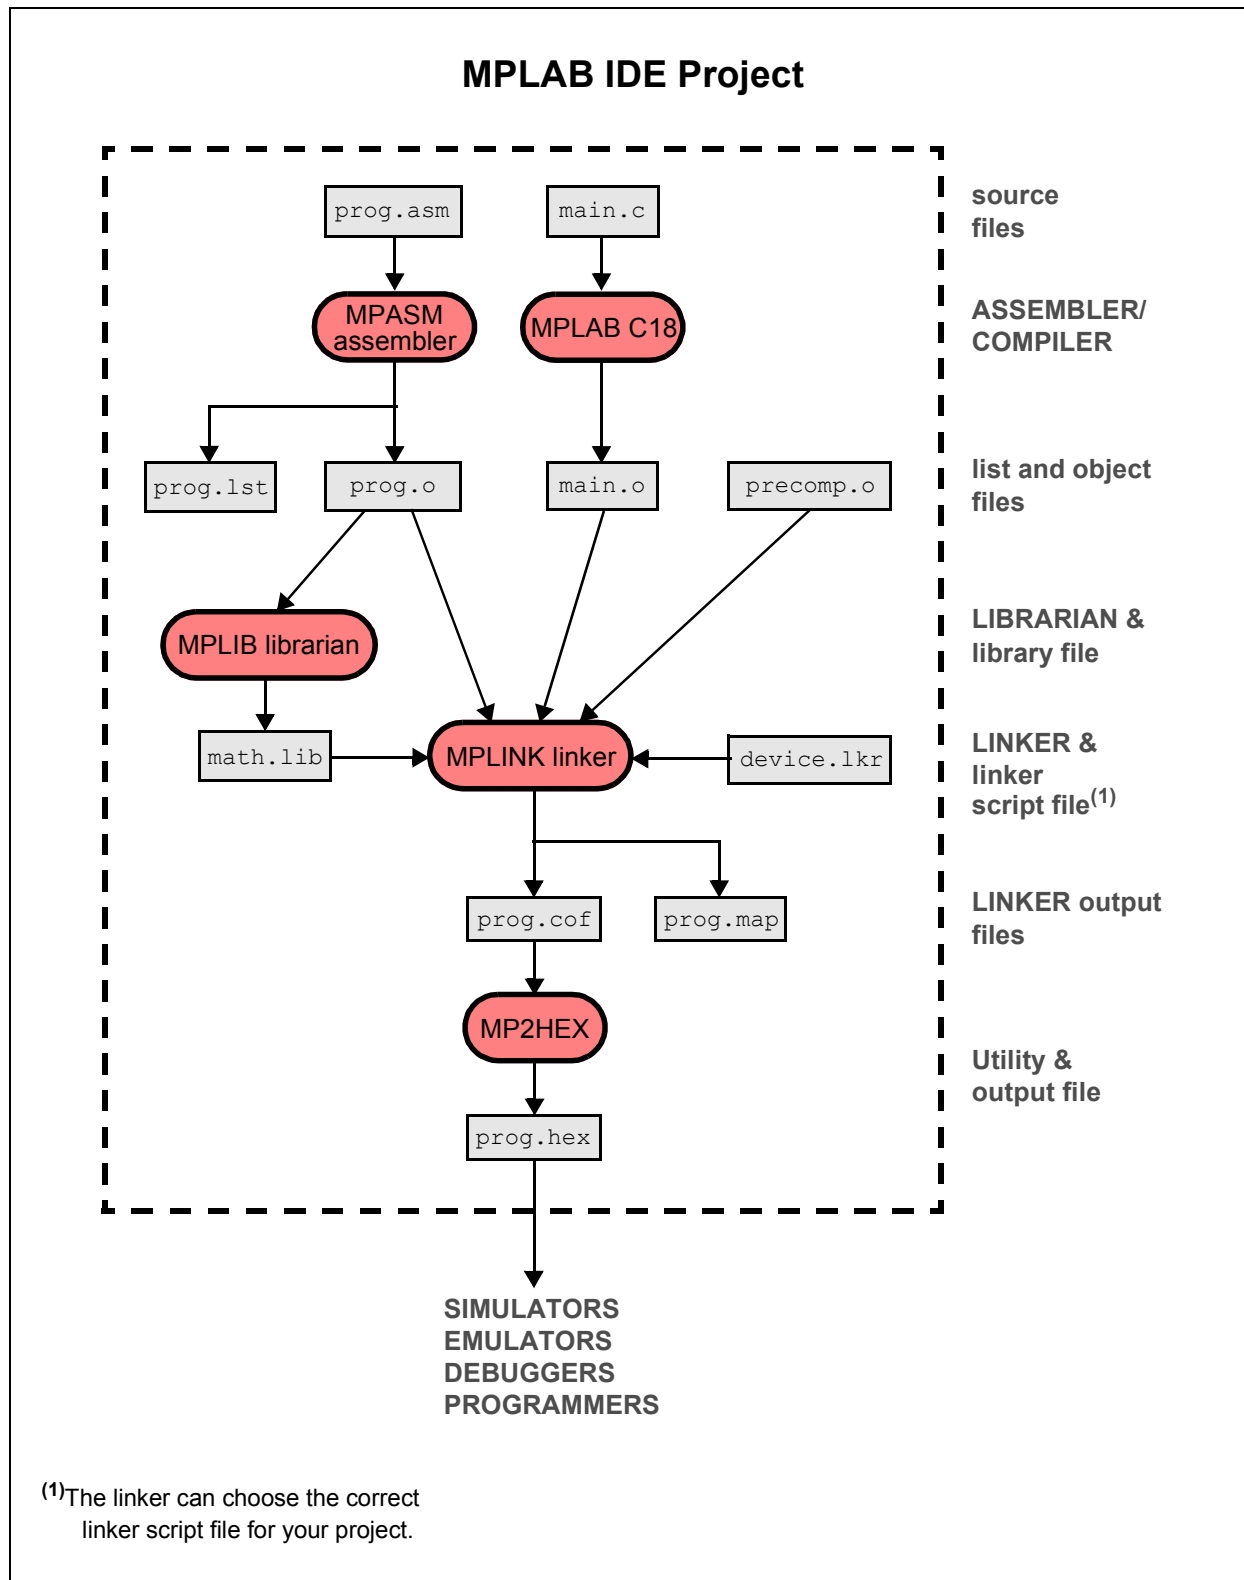 MPLAB IDE Project
prog.asm
main.c
source
files
MPASM
assembler
MPLAB C18
ASSEMBLER/
COMPILER
prog.lst
prog.o
main.o
precomp.o
list and object
files
MPLIB librarian
LIBRARIAN &
library file
math.lib
MPLINK linker
device.lkr
LINKER &
linker
script file(1)
prog.cof
prog.map
LINKER output
files
MP2HEX
Utility &
output file
prog.hex
SIMULATORS
EMULATORS
DEBUGGERS
PROGRAMMERS
(1)The linker can choose the correct
linker script file for your project.